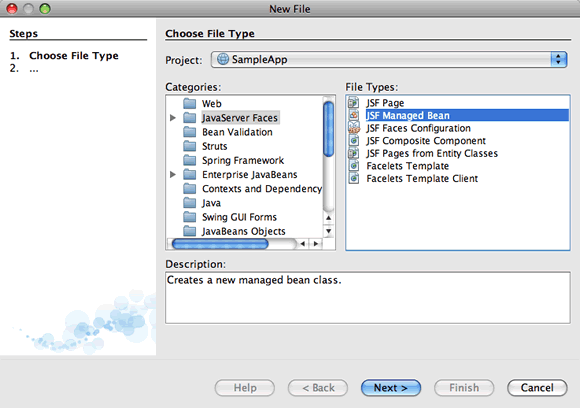 New File
Steps
1. Choose File Type
2. ...
Choose File Type
Project: SampleApp
Categories:
Web
JavaServer Faces
Bean Validation
Struts
Spring Framework
Enterprise JavaBeans
Contexts and Dependency
Java
Swing GUI Forms
JavaBeans Objects
File Types:
JSF Page
JSF Managed Bean
JSF Faces Configuration
JSF Composite Component
JSF Pages from Entity Classes
Facelets Template
Facelets Template Client
Description:
Creates a new managed bean class.
Help
< Back
Next >
Finish
Cancel